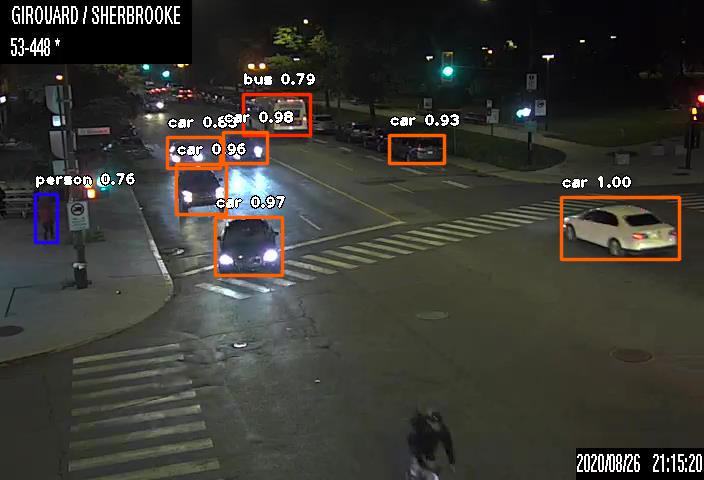 GIROUARD / SHERBROOKE
53-448 *
bus 0.79
car 0.98
car 0.93
car 0.96
person 0.76
car 1.00
car 0.97
2020/08/26 21:15:20